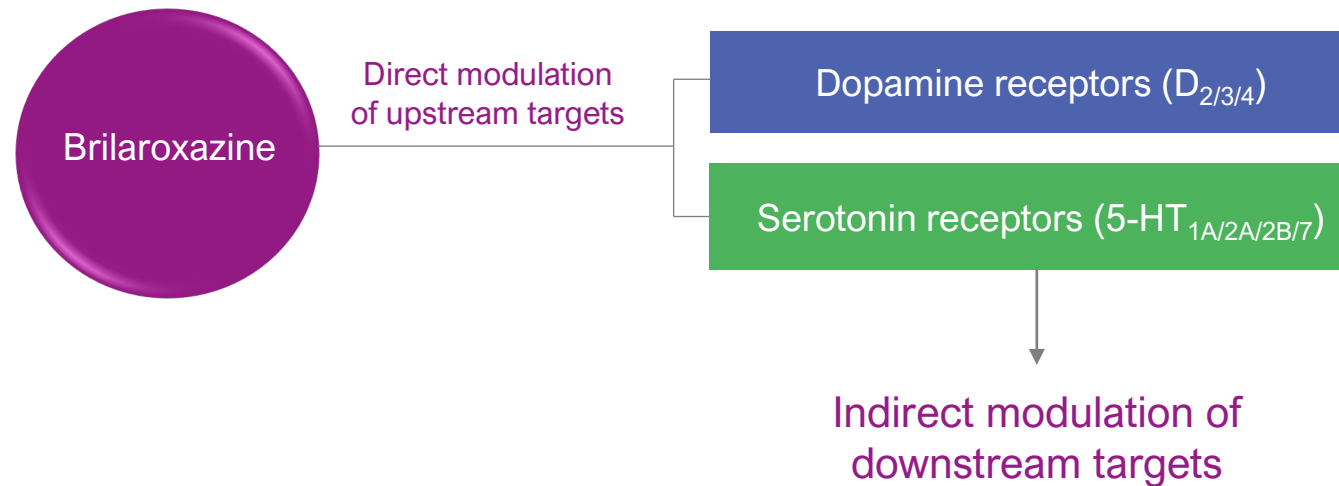 Brilaroxazine
Direct modulation
of upstream targets
Dopamine receptors (D2/3/4)
Serotonin receptors (5-HT1A/2A/2B/7)
Indirect modulation of
downstream targets